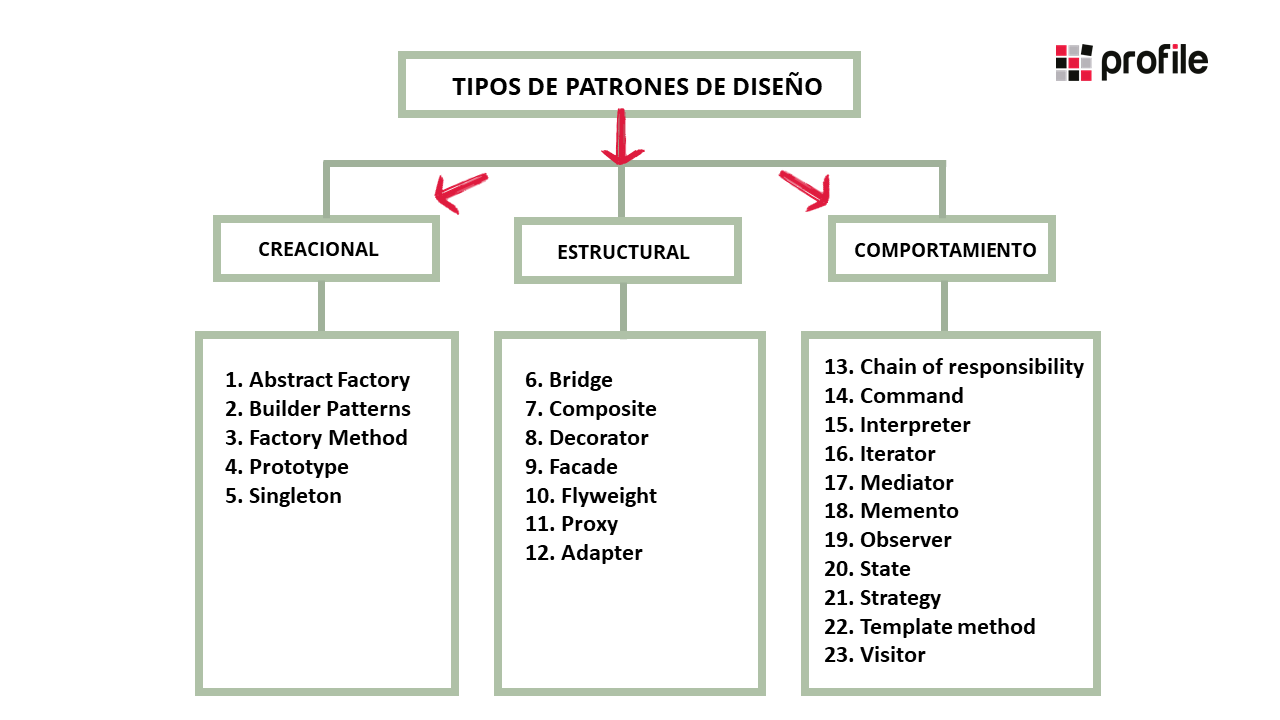 profile
TIPOS DE PATRONES DE DISEÑO
CREACIONAL
ESTRUCTURAL
COMPORTAMIENTO
1. Abstract Factory
2. Builder Patterns
3. Factory Method
4. Prototype
5. Singleton
6. Bridge
7. Composite
8. Decorator
9. Facade
10. Flyweight
11. Proxy
12. Adapter
13. Chain of responsibility
14. Command
15. Interpreter
16. Iterator
17. Mediator
18. Memento
19. Observer
20. State
21. Strategy
22. Template method
23. Visitor